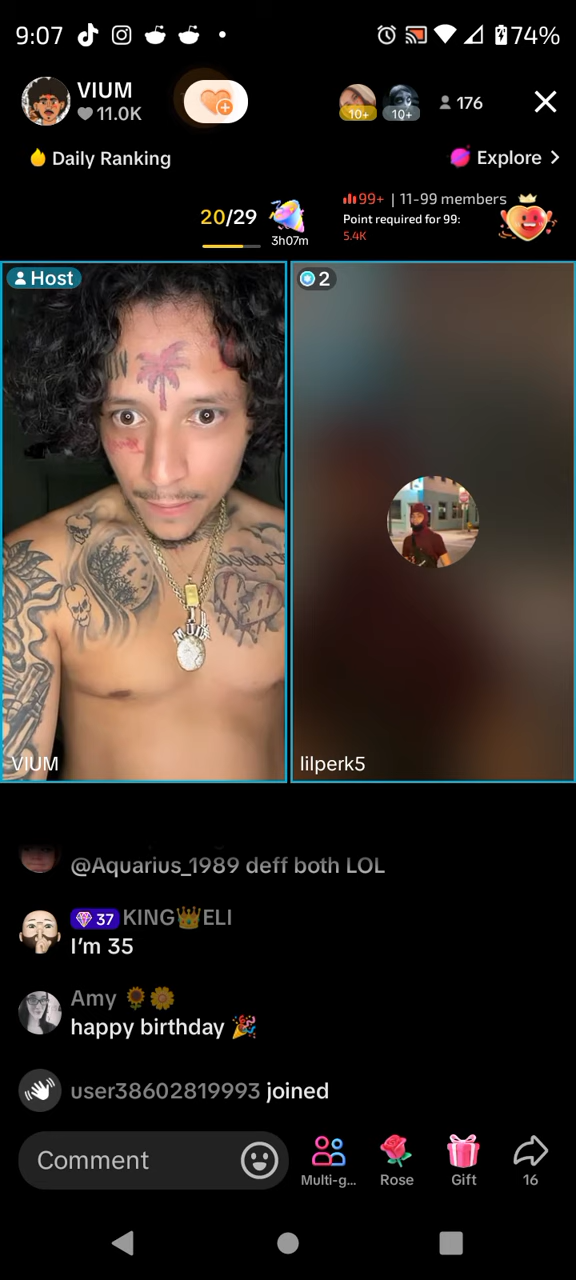 9:07
74%
VIUM
11.0K
10+
10+
176
Daily Ranking
Explore
20/29
3h07m
99+ | 11-99 members
Point required for 99:
5.4K
Host
2
VIUM
lilperk5
@Aquarius_1989 deff both LOL
37 KING👑ELI
I'm 35
Amy 🌻🌼
happy birthday 🎉
user38602819993 joined
Comment
Multi-g...
Rose
Gift
16